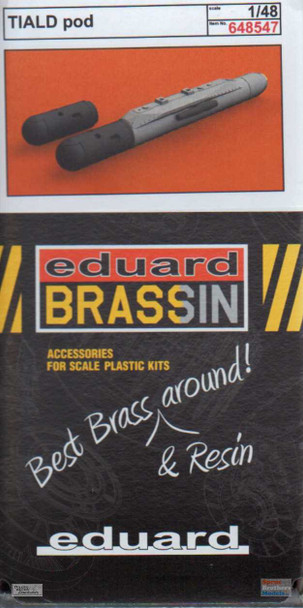 TIALD pod
scale
1/48
Item No.
648547
eduard
BRASSIN
ACCESSORIES
FOR SCALE PLASTIC KITS
Best Brass around!
& Resin
eduard